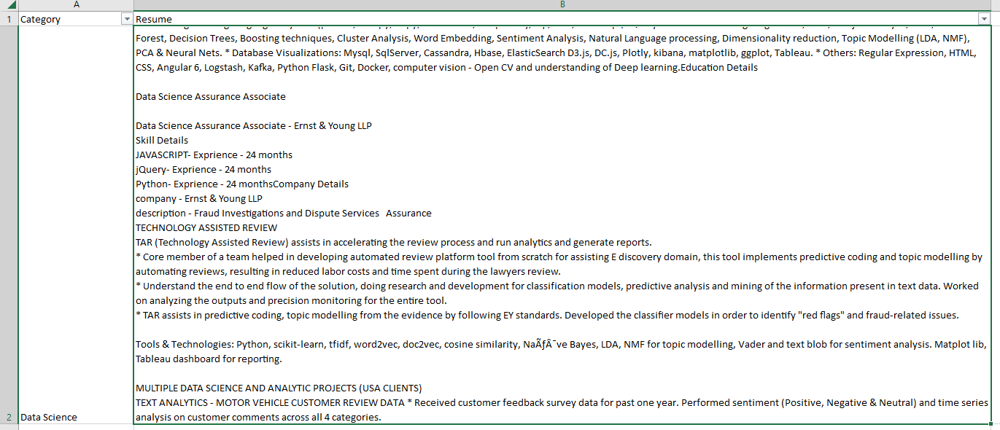 A B
1 Category Resume
Forest, Decision Trees, Boosting techniques, Cluster Analysis, Word Embedding, Sentiment Analysis, Natural Language processing, Dimensionality reduction, Topic Modelling (LDA, NMF),
PCA & Neural Nets. * Database Visualizations: Mysql, SqlServer, Cassandra, Hbase, ElasticSearch D3.js, DC.js, Plotly, kibana, matplotlib, ggplot, Tableau. * Others: Regular Expression, HTML,
CSS, Angular 6, Logstash, Kafka, Python Flask, Git, Docker, computer vision - Open CV and understanding of Deep learning.Education Details
Data Science Assurance Associate
Data Science Assurance Associate - Ernst & Young LLP
Skill Details
JAVASCRIPT- Exprience - 24 months
jQuery- Exprience - 24 months
Python- Exprience - 24 monthsCompany Details
company - Ernst & Young LLP
description - Fraud Investigations and Dispute Services   Assurance
TECHNOLOGY ASSISTED REVIEW
TAR (Technology Assisted Review) assists in accelerating the review process and run analytics and generate reports.
* Core member of a team helped in developing automated review platform tool from scratch for assisting E discovery domain, this tool implements predictive coding and topic modelling by
automating reviews, resulting in reduced labor costs and time spent during the lawyers review.
* Understand the end to end flow of the solution, doing research and development for classification models, predictive analysis and mining of the information present in text data. Worked
on analyzing the outputs and precision monitoring for the entire tool.
* TAR assists in predictive coding, topic modelling from the evidence by following EY standards. Developed the classifier models in order to identify "red flags" and fraud-related issues.
Tools & Technologies: Python, scikit-learn, tfidf, word2vec, doc2vec, cosine similarity, NaÃƒÂ¯ve Bayes, LDA, NMF for topic modelling, Vader and text blob for sentiment analysis. Matplot lib,
Tableau dashboard for reporting.
MULTIPLE DATA SCIENCE AND ANALYTIC PROJECTS (USA CLIENTS)
TEXT ANALYTICS - MOTOR VEHICLE CUSTOMER REVIEW DATA * Received customer feedback survey data for past one year. Performed sentiment (Positive, Negative & Neutral) and time series
2 Data Science analysis on customer comments across all 4 categories.